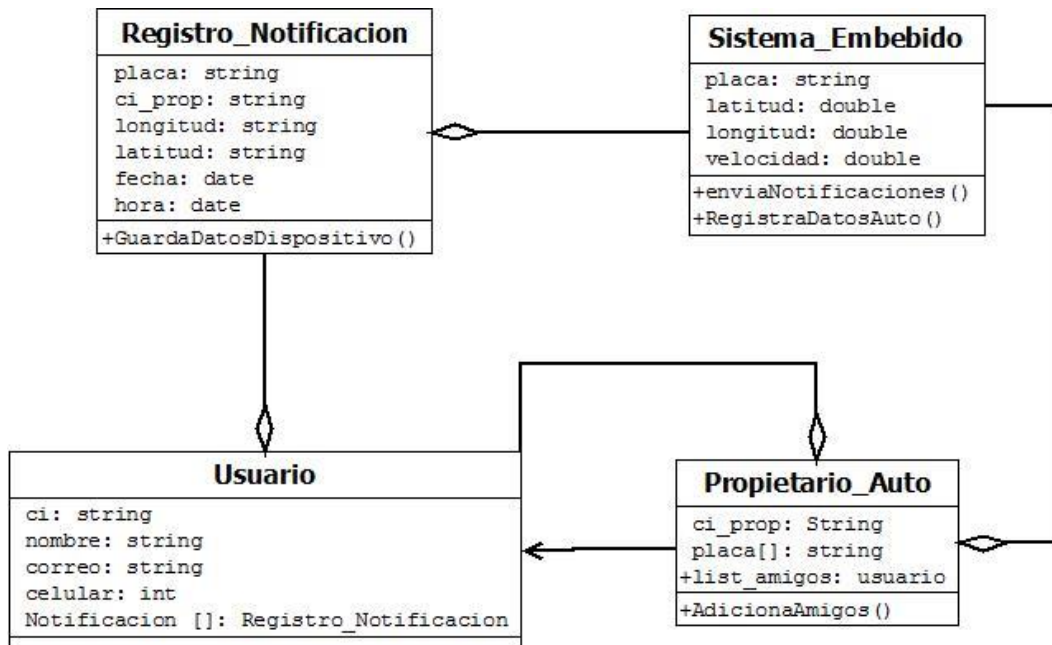 Registro_Notificacion
placa: string
ci_prop: string
longitud: string
latitud: string
fecha: date
hora: date
+GuardaDatosDispositivo()
Sistema_Embebido
placa: string
latitud: double
longitud: double
velocidad: double
+enviaNotificaciones()
+RegistraDatosAuto()
Usuario
ci: string
nombre: string
correo: string
celular: int
Notificacion []: Registro_Notificacion
Propietario_Auto
ci_prop: String
placa[]: string
+list_amigos: usuario
+AdicionaAmigos()